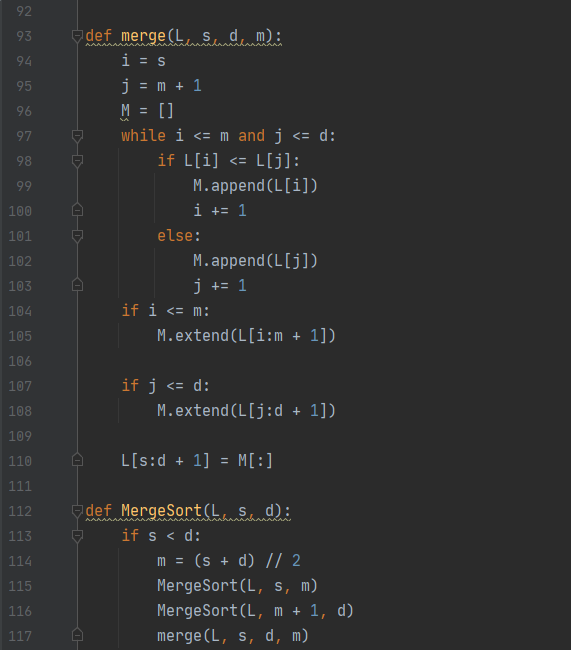 92
93 def merge(L, s, d, m):
94     i = s
95     j = m + 1
96     M = []
97     while i <= m and j <= d:
98         if L[i] <= L[j]:
99             M.append(L[i])
100             i += 1
101         else:
102             M.append(L[j])
103             j += 1
104     if i <= m:
105         M.extend(L[i:m + 1])
106
107     if j <= d:
108         M.extend(L[j:d + 1])
109
110     L[s:d + 1] = M[:]
111
112 def MergeSort(L, s, d):
113     if s < d:
114         m = (s + d) // 2
115         MergeSort(L, s, m)
116         MergeSort(L, m + 1, d)
117         merge(L, s, d, m)